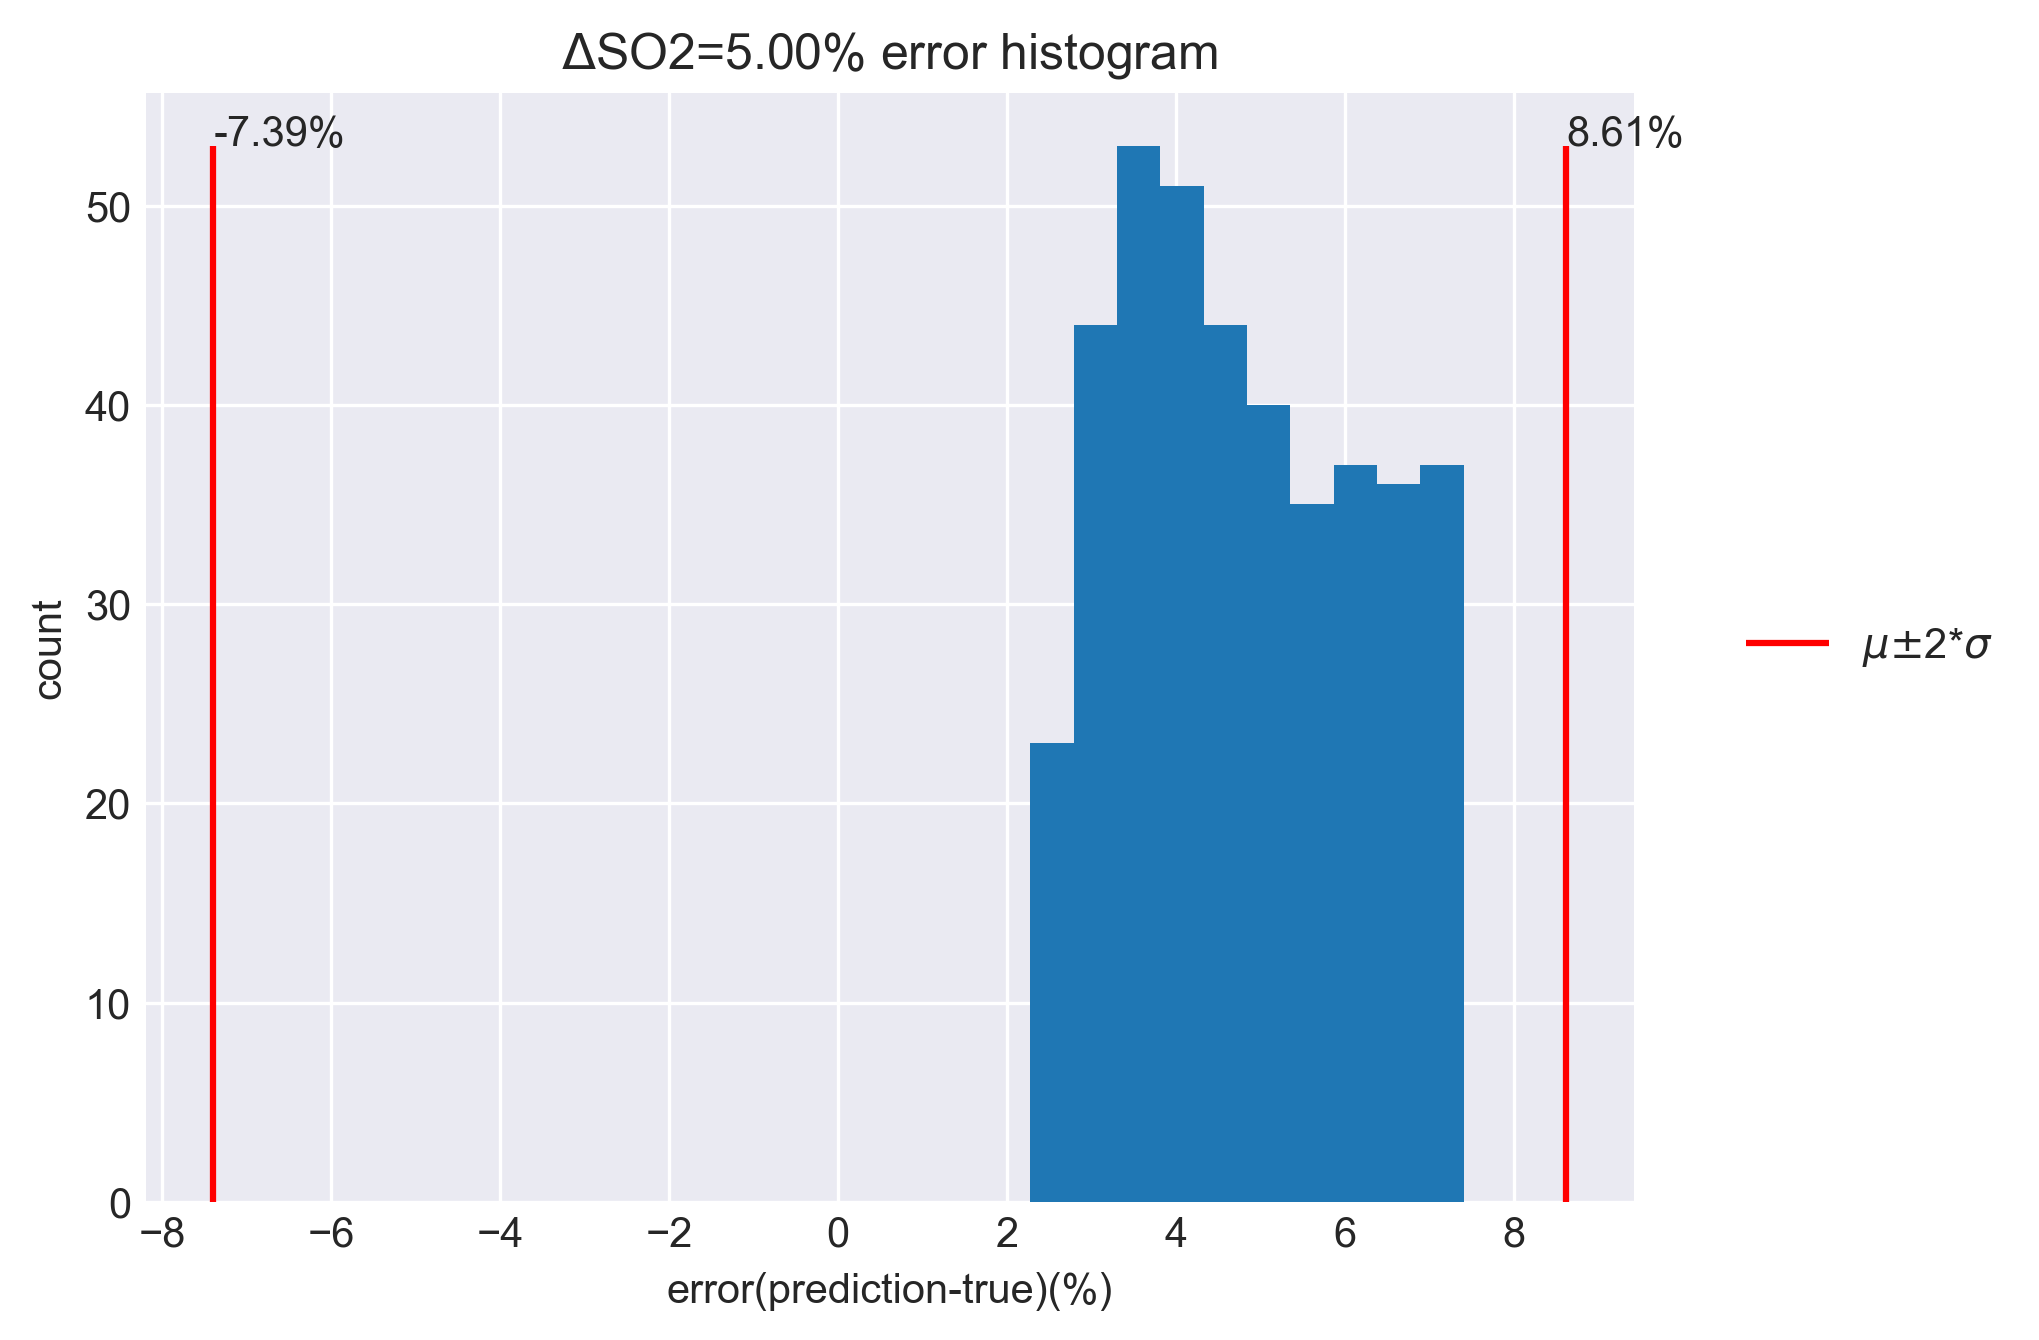 ΔSO2=5.00% error histogram
-7.39%
8.61%
50
40
30
20
10
0
count
−8 −6 −4 −2 0 2 4 6 8
error(prediction-true)(%)
μ±2*σ